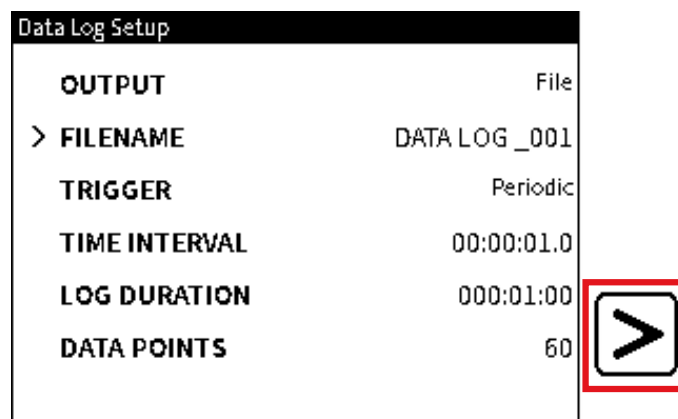 Data Log Setup
OUTPUT File
> FILENAME DATA LOG _001
TRIGGER Periodic
TIME INTERVAL 00:00:01.0
LOG DURATION 000:01:00
DATA POINTS 60
>